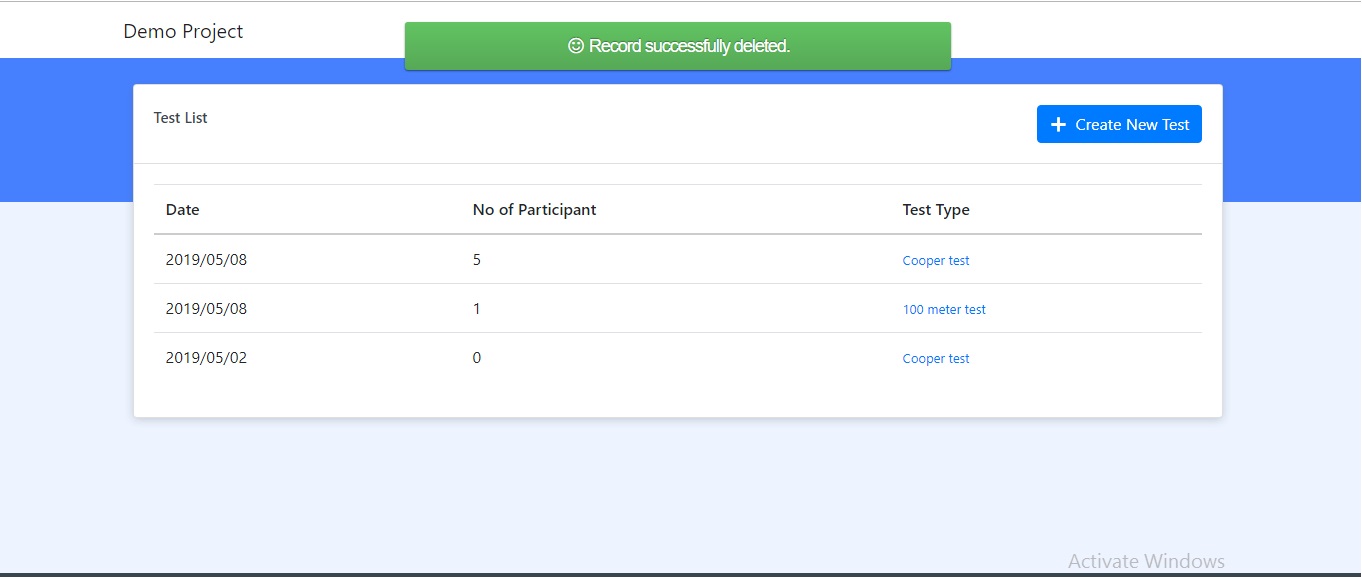 Demo Project
Record successfully deleted.
Test List
Create New Test
Date No of Participant Test Type
2019/05/08 5 Cooper test
2019/05/08 1 100 meter test
2019/05/02 0 Cooper test
Activate Windows